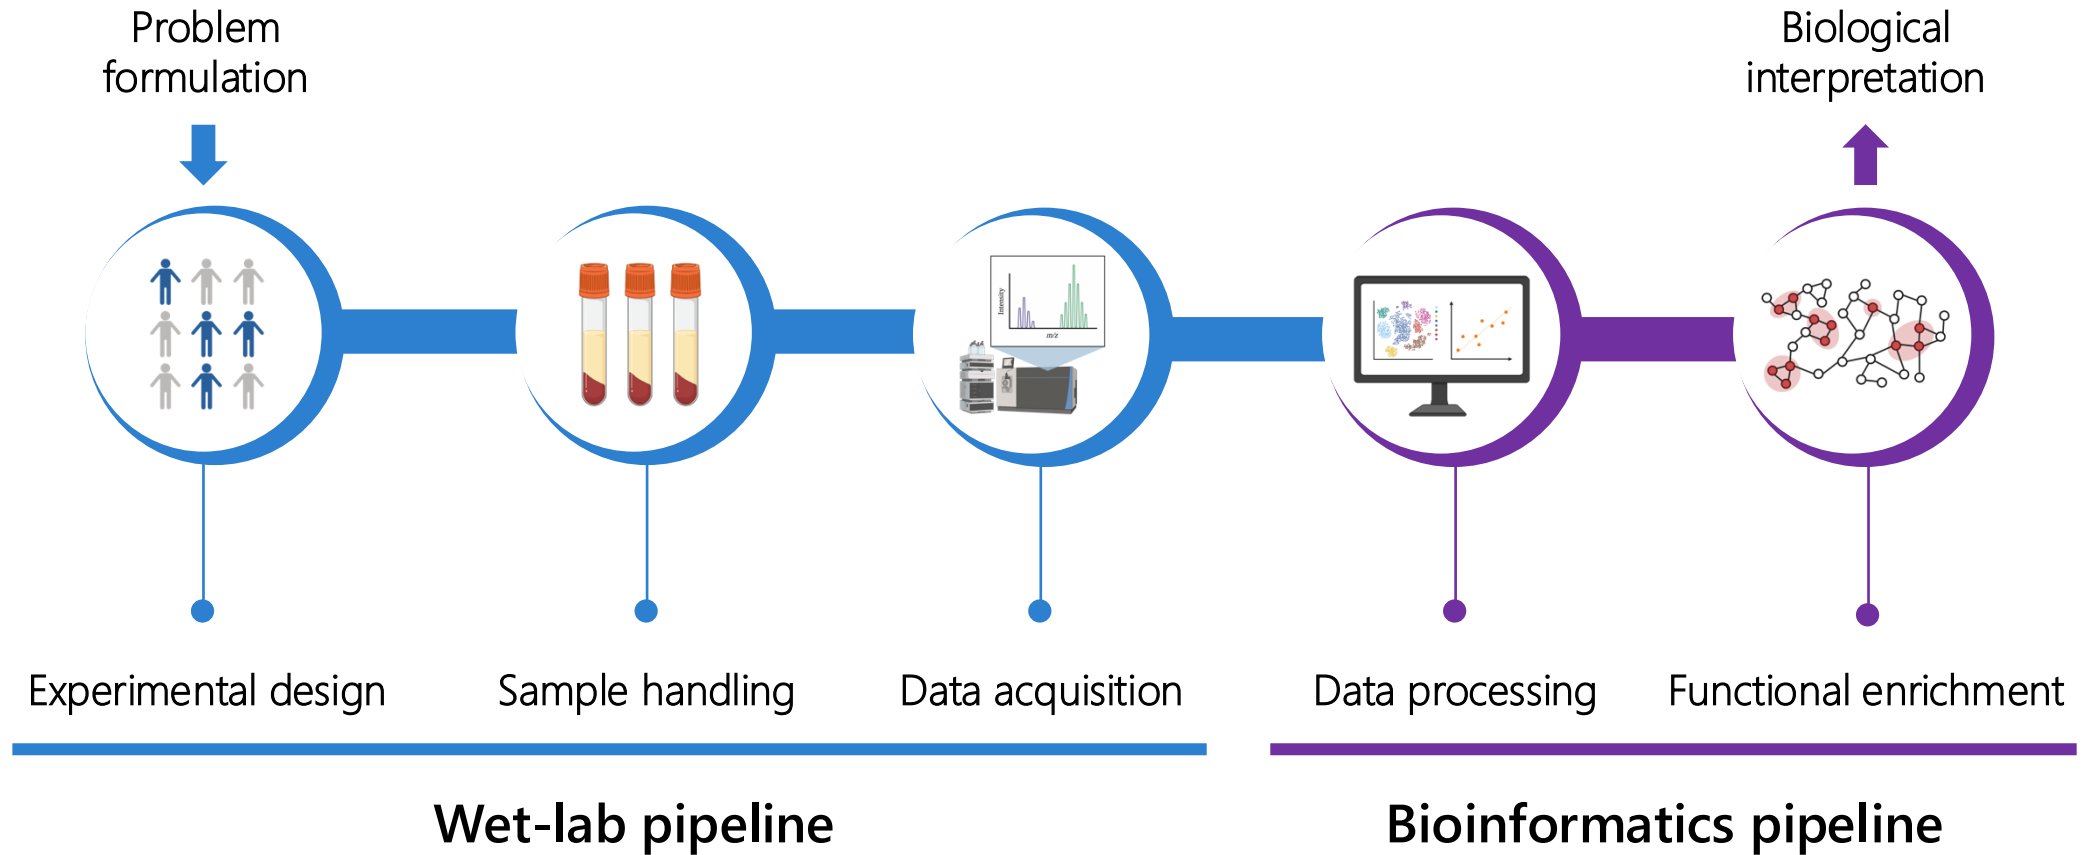 Problem
formulation
Biological
interpretation
Intensity
m/z
Experimental design
Sample handling
Data acquisition
Data processing
Functional enrichment
Wet-lab pipeline
Bioinformatics pipeline